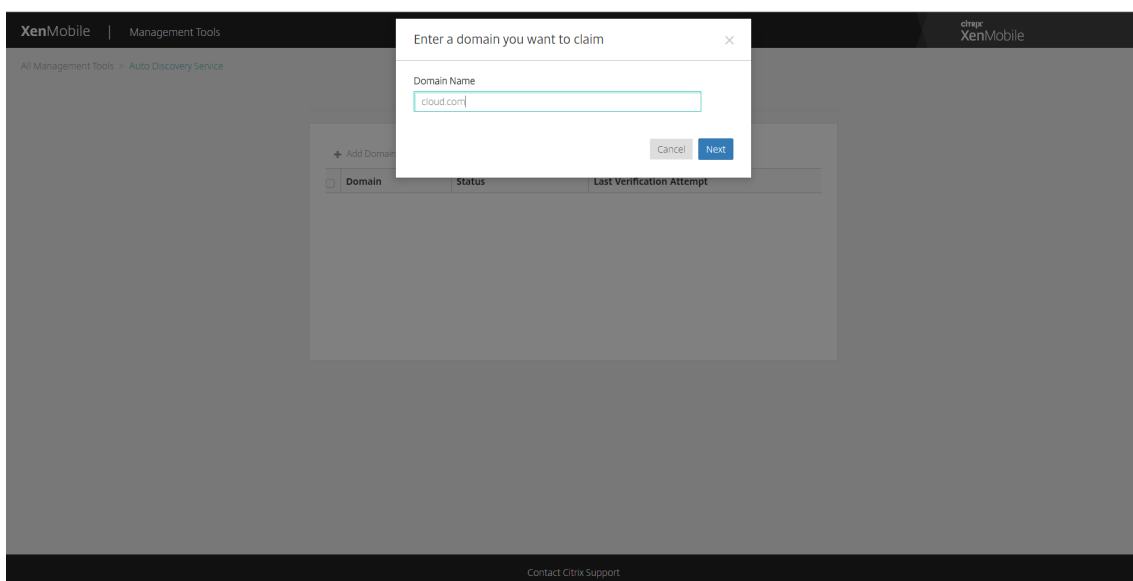 XenMobile | Management Tools
Enter a domain you want to claim ×
citrix
XenMobile
All Management Tools > Auto Discovery Service
Domain Name
cloud.com
Cancel Next
+ Add Domain
Domain Status Last Verification Attempt
Contact Citrix Support